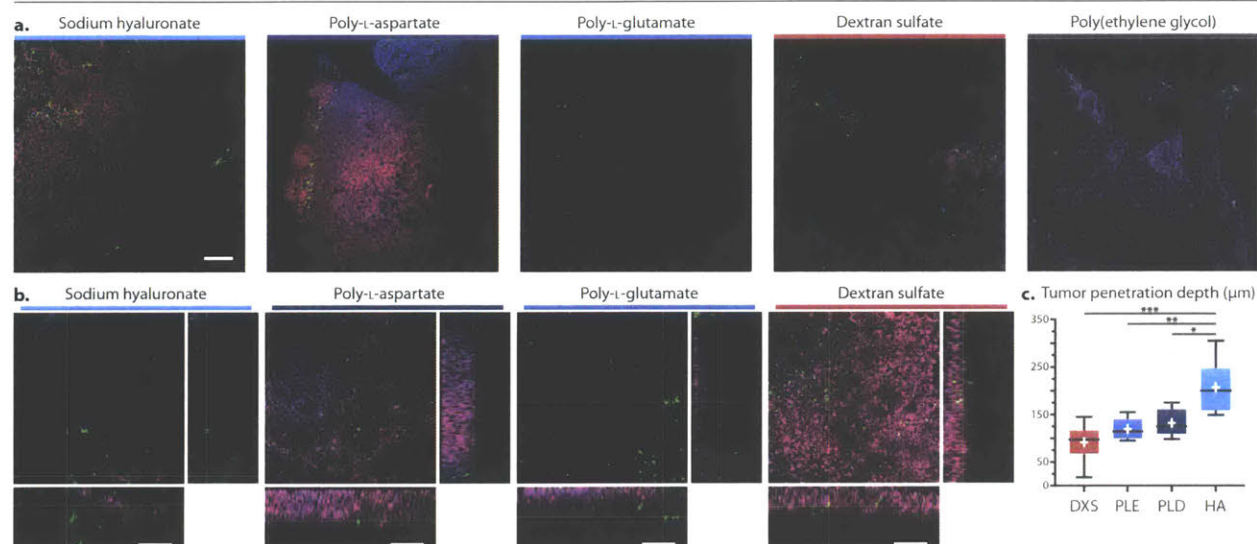 a. Sodium hyaluronate Poly-L-aspartate Poly-L-glutamate Dextran sulfate Poly(ethylene glycol)
b. Sodium hyaluronate Poly-L-aspartate Poly-L-glutamate Dextran sulfate
c. Tumor penetration depth (μm)
***
**
*
350
250
150
50
0
DXS PLE PLD HA